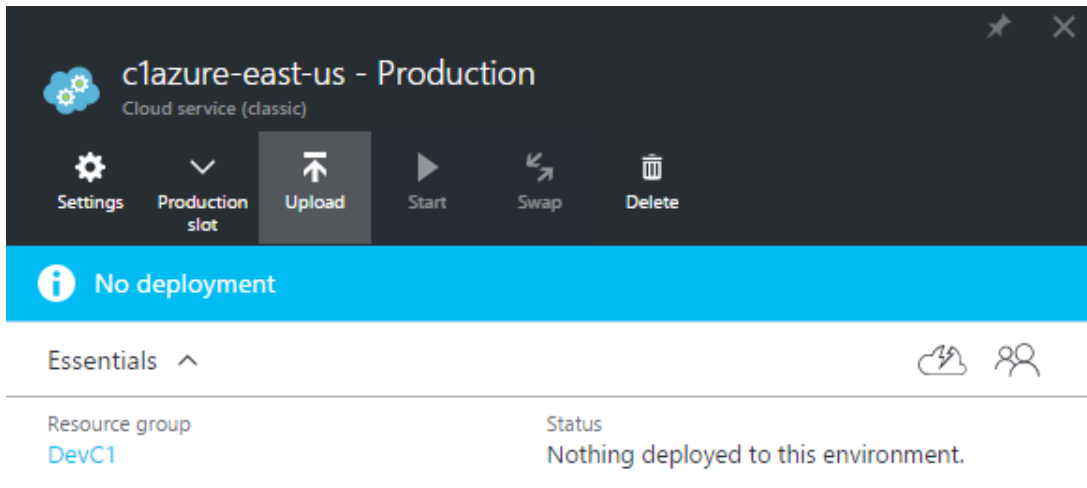 c1azure-east-us - Production
Cloud service (classic)
Settings
Production
slot
Upload
Start
Swap
Delete
No deployment
Essentials
Resource group
DevC1
Status
Nothing deployed to this environment.